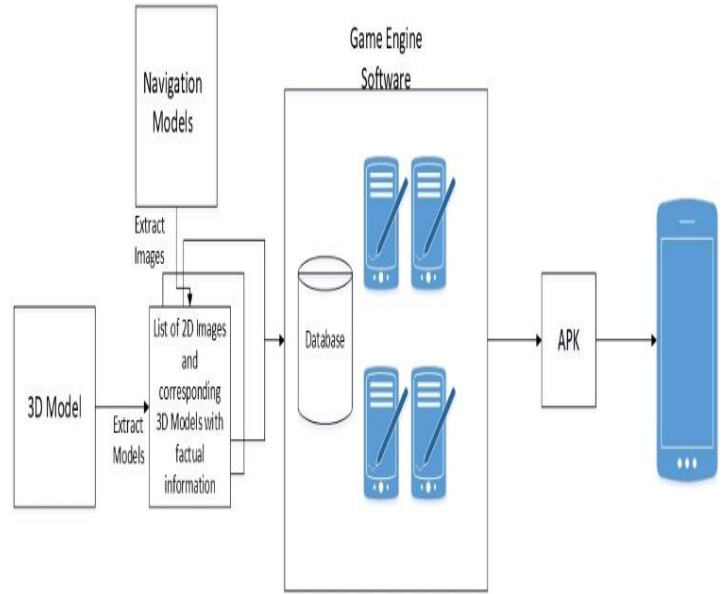 Navigation
Models
Game Engine
Software
Extract
Images
3D Model
Extract
Models
List of 2D Images
and
corresponding
3D Models with
factual
information
Database
APK